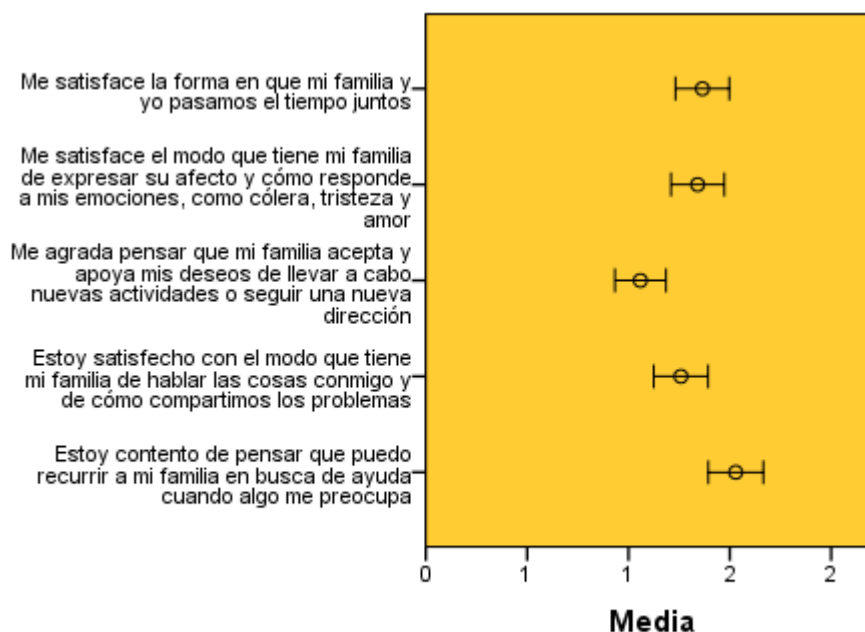 Me satisface la forma en que mi familia y
yo pasamos el tiempo juntos
Me satisface el modo que tiene mi familia
de expresar su afecto y cómo responde
a mis emociones, como cólera, tristeza y
amor
Me agrada pensar que mi familia acepta y
apoya mis deseos de llevar a cabo
nuevas actividades o seguir una nueva
dirección
Estoy satisfecho con el modo que tiene
mi familia de hablar las cosas conmigo y
de cómo compartimos los problemas
Estoy contento de pensar que puedo
recurrir a mi familia en busca de ayuda
cuando algo me preocupa
0 1 1 2 2
Media